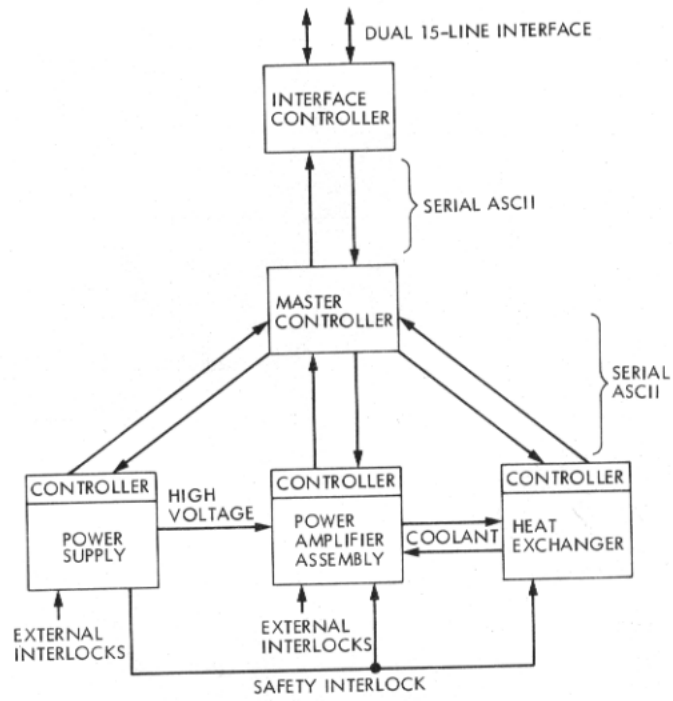 DUAL 15-LINE INTERFACE
INTERFACE
CONTROLLER
SERIAL ASCII
MASTER
CONTROLLER
SERIAL
ASCII
CONTROLLER
POWER
SUPPLY
HIGH
VOLTAGE
CONTROLLER
POWER
AMPLIFIER
ASSEMBLY
COOLANT
CONTROLLER
HEAT
EXCHANGER
EXTERNAL
INTERLOCKS
EXTERNAL
INTERLOCKS
SAFETY INTERLOCK